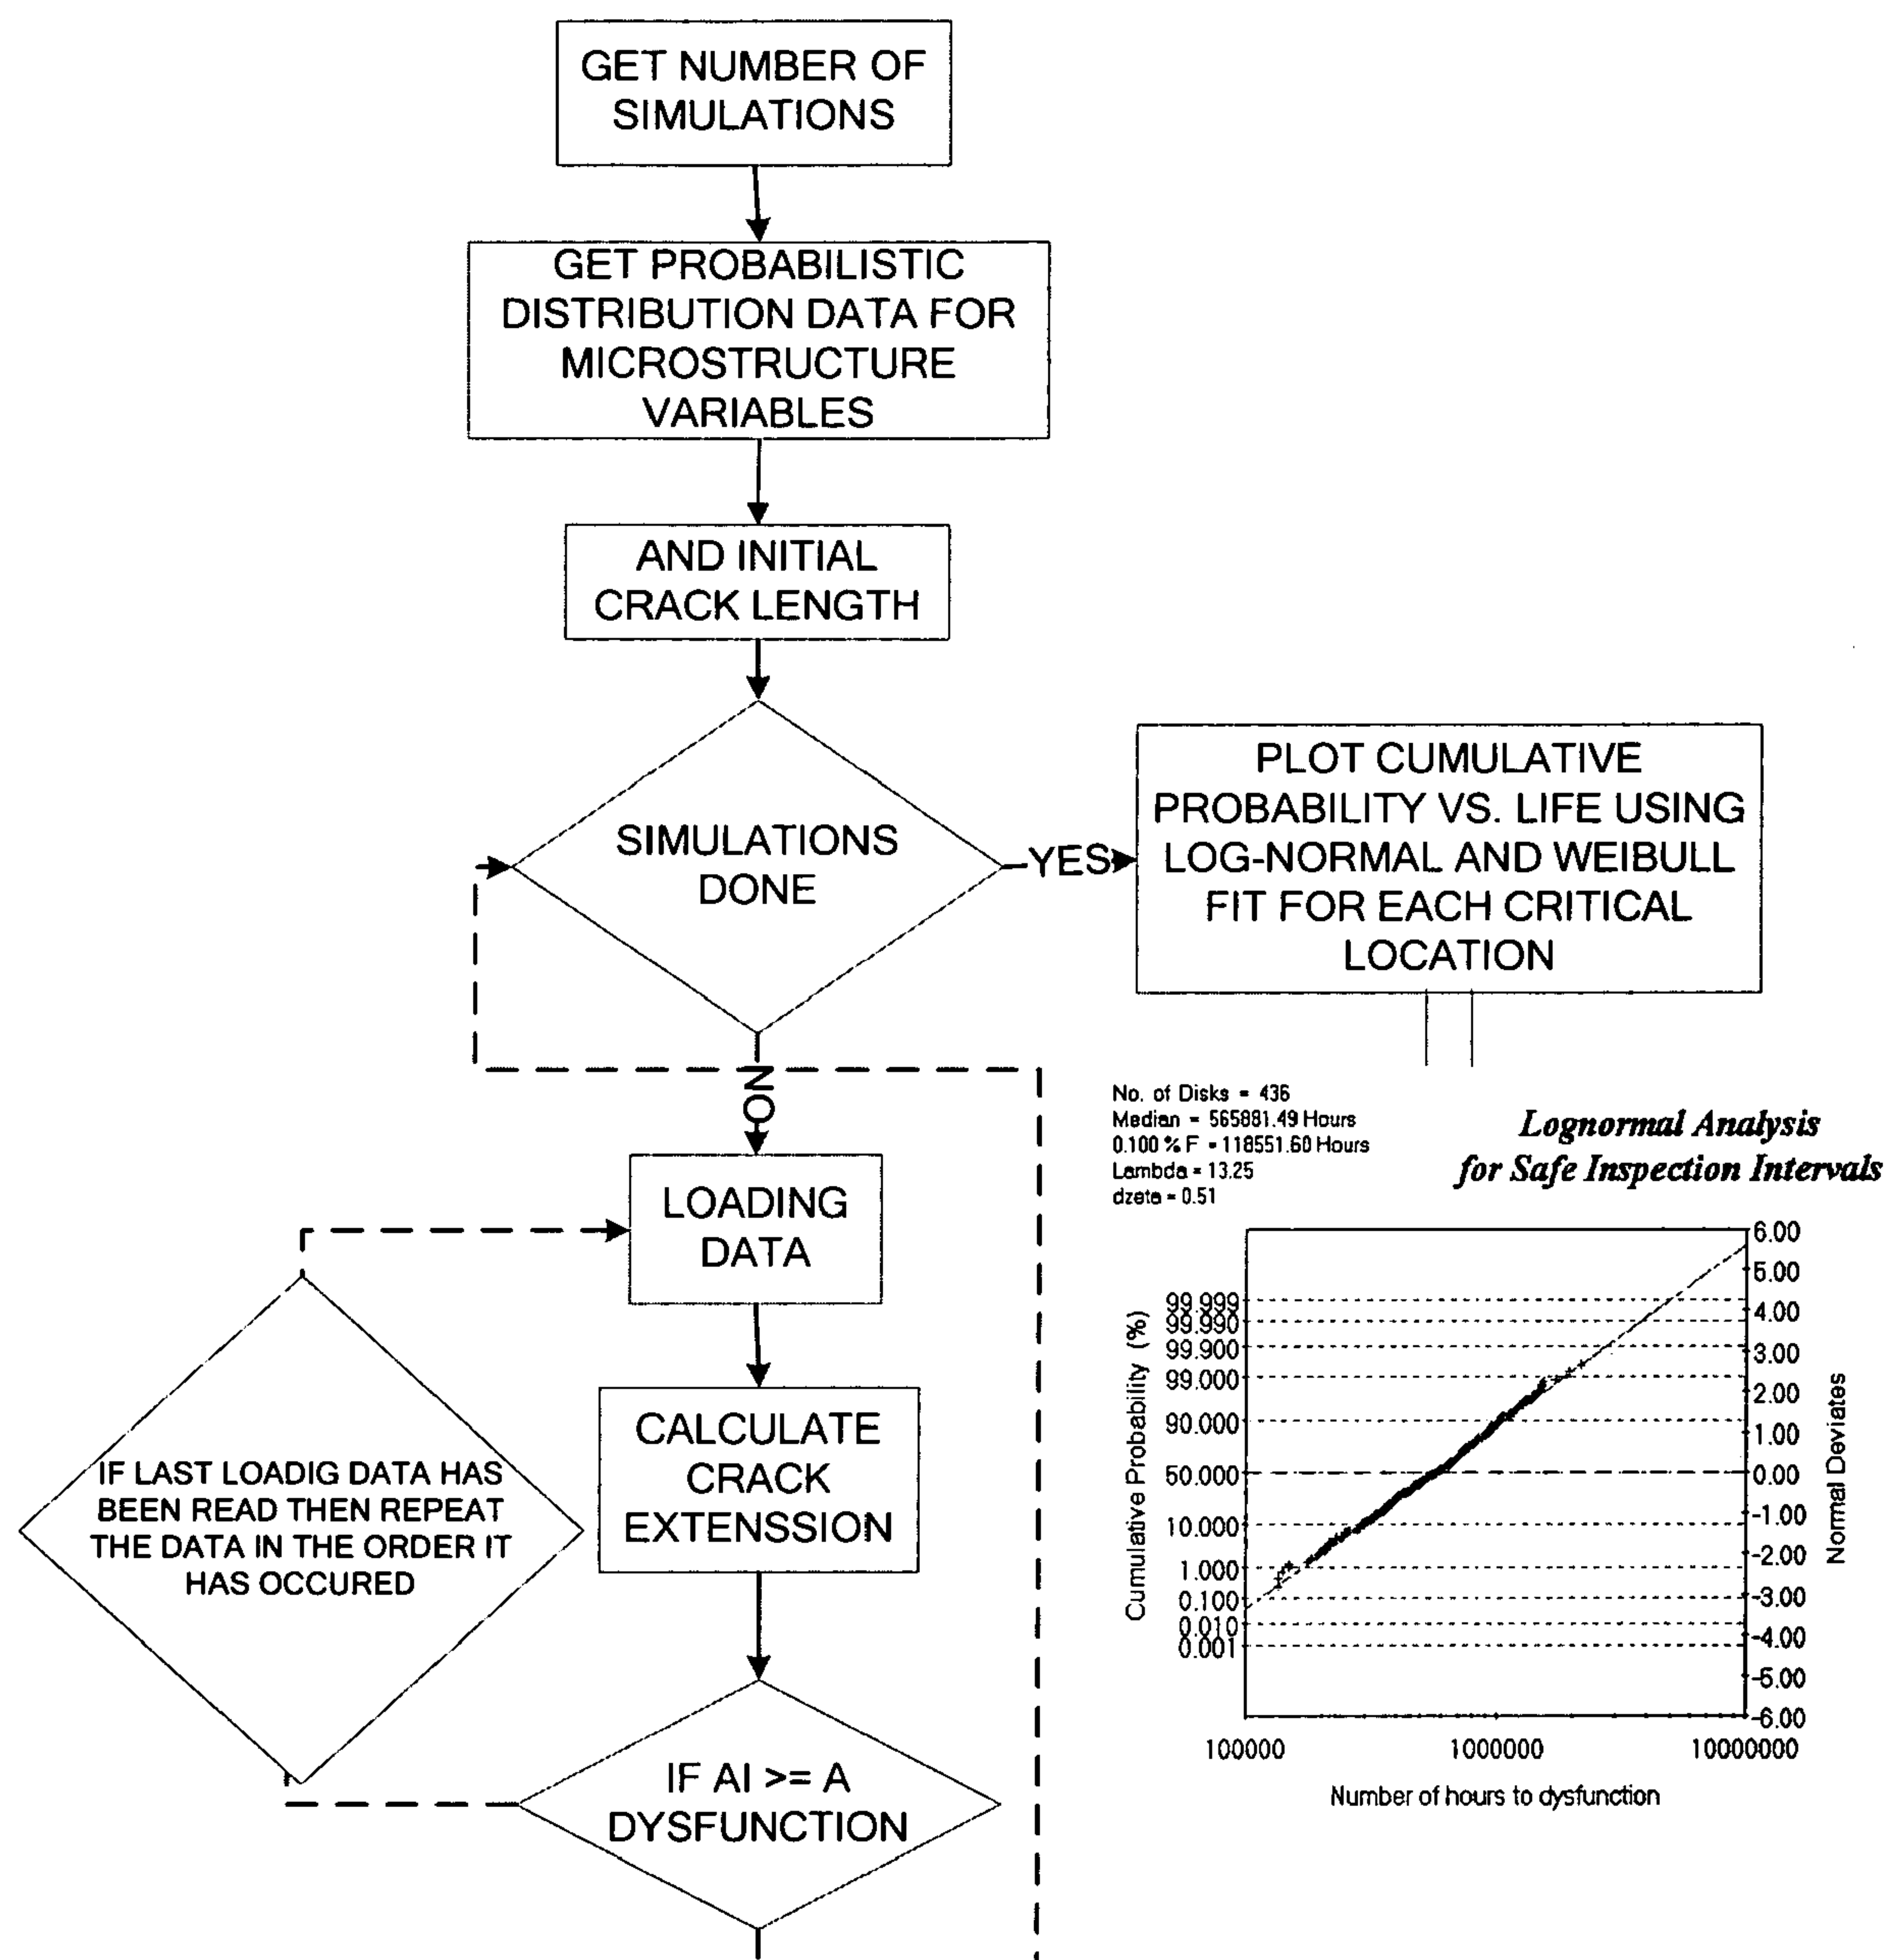 GET NUMBER OF
SIMULATIONS
GET PROBABILISTIC
DISTRIBUTION DATA FOR
MICROSTRUCTURE
VARIABLES
AND INITIAL
CRACK LENGTH
SIMULATIONS
DONE
YES
PLOT CUMULATIVE
PROBABILITY VS. LIFE USING
LOG-NORMAL AND WEIBULL
FIT FOR EACH CRITICAL
LOCATION
NO
LOADING
DATA
CALCULATE
CRACK
EXTENSSION
IF LAST LOADIG DATA HAS
BEEN READ THEN REPEAT
THE DATA IN THE ORDER IT
HAS OCCURED
IF AI >= A
DYSFUNCTION
No. of Disks = 436
Median = 565881.49 Hours
0.100 % F = 118551.60 Hours
Lambda = 13.25
dzeta = 0.51
Lognormal Analysis
for Safe Inspection Intervals
Cumulative Probability (%)
99.999
99.990
99.900
99.000
90.000
50.000
10.000
1.000
0.100
0.010
0.001
6.00
5.00
4.00
3.00
2.00
1.00
0.00
-1.00
-2.00
-3.00
-4.00
-5.00
-6.00
Normal Deviates
100000
1000000
10000000
Number of hours to dysfunction